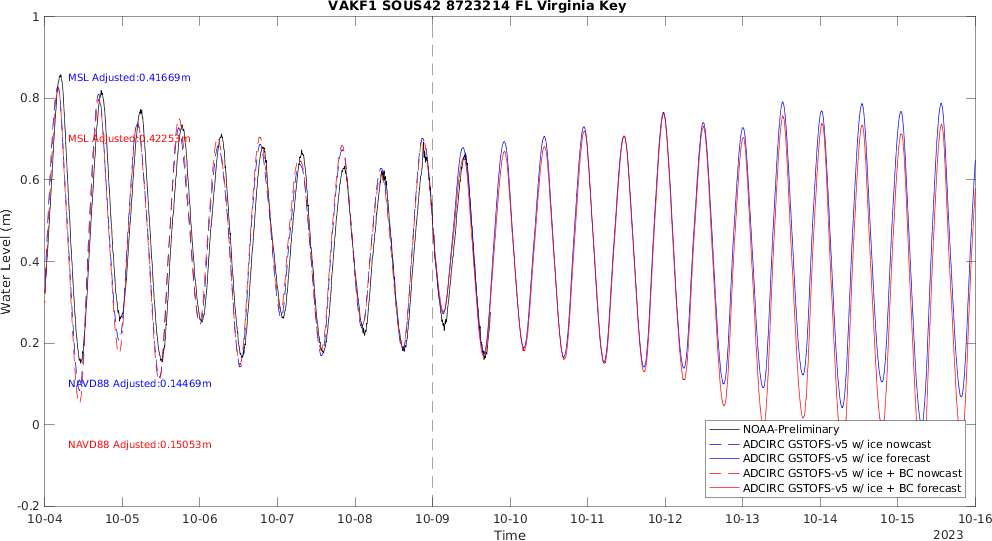 VAKF1 SOUS42 8723214 FL Virginia Key
1
0.8
0.6
0.4
0.2
0
-0.2
Water Level (m)
MSL Adjusted:0.41669m
MSL Adjusted:0.42253m
NAVD88 Adjusted:0.14469m
NAVD88 Adjusted:0.15053m
NOAA-Preliminary
ADCIRC GSTOFS-v5 w/ ice nowcast
ADCIRC GSTOFS-v5 w/ ice forecast
ADCIRC GSTOFS-v5 w/ ice + BC nowcast
ADCIRC GSTOFS-v5 w/ ice + BC forecast
10-04 10-05 10-06 10-07 10-08 10-09 10-10 10-11 10-12 10-13 10-14 10-15 10-16
Time
2023